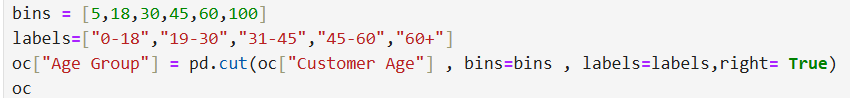 bins = [5,18,30,45,60,100]
labels=["0-18","19-30","31-45","45-60","60+"]
oc["Age Group"] = pd.cut(oc["Customer Age"] , bins=bins , labels=labels,right= True)
oc